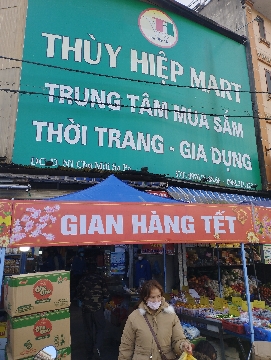 THÙY HIỆP MART
TRUNG TÂM MUA SẮM
THỜI TRANG - GIA DỤNG
GIAN HÀNG TẾT